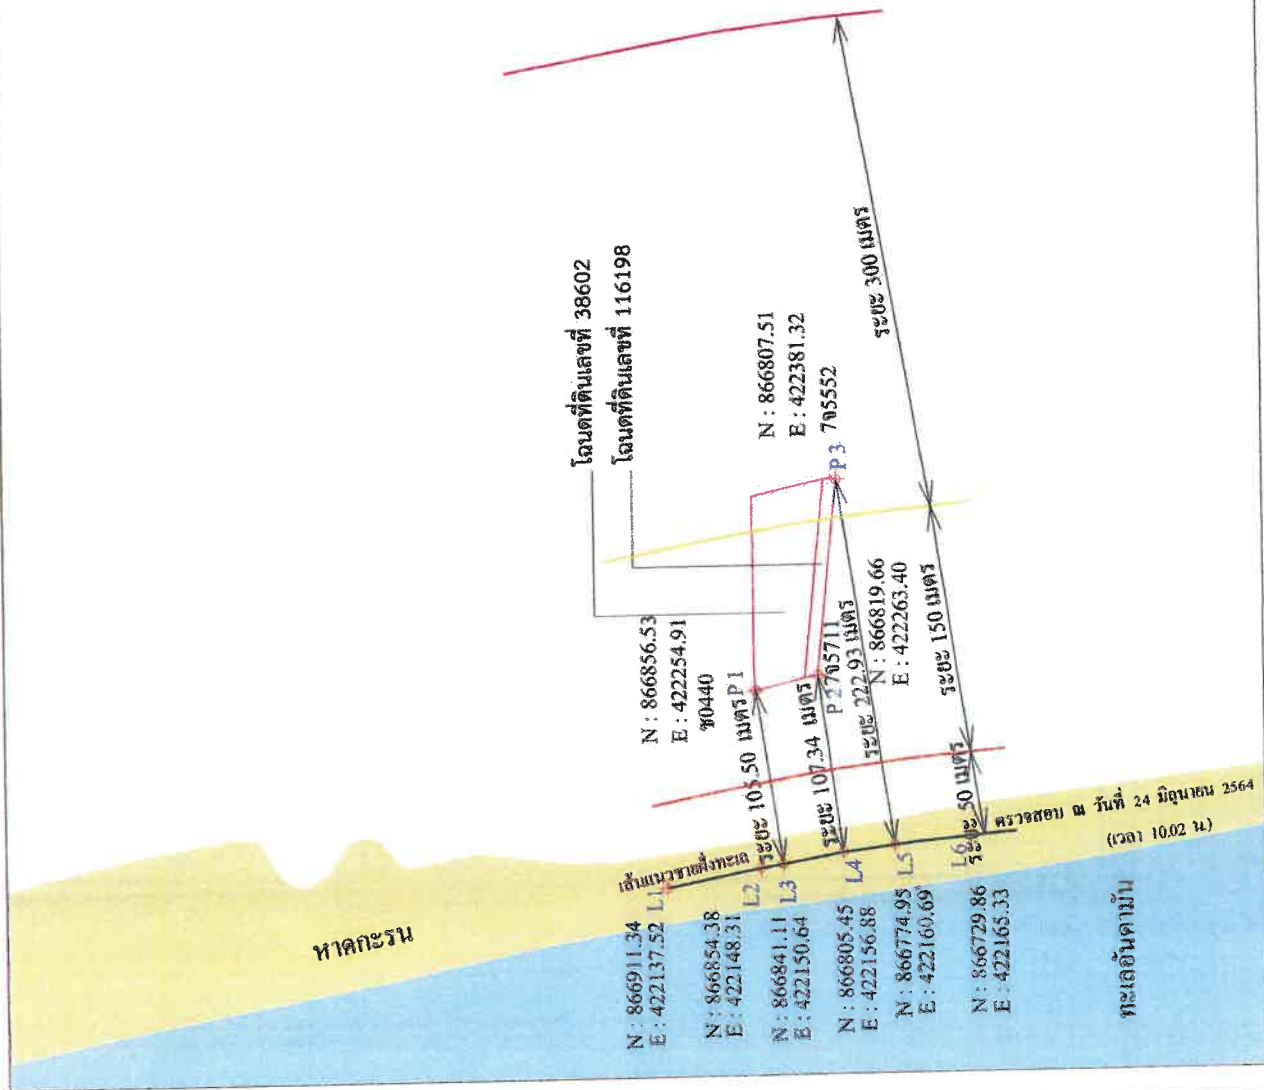 โฉนดที่ดินเลขที่ 38602
โฉนดที่ดินเลขที่ 116198
ระยะ 300 เมตร
N : 866807.51
E : 422381.32
7จ5552
P3
N : 866856.53
E : 422254.91
ซ0440
P1
ระยะ 105.50 เมตร
P2
7จ5711
ระยะ 107.34 เมตร
ระยะ 222.93 เมตร
N : 866819.66
E : 422263.40
ระยะ 150 เมตร
ระยะ 50 เมตร
เส้นแนวชายฝั่งทะเล
ตรวจสอบ ณ วันที่ 24 มิถุนายน 2564
(เวลา 10.02 น.)
หาดกะรน
L1
N : 866911.34
E : 422137.52
L2
N : 866854.38
E : 422148.31
L3
N : 866841.11
E : 422150.64
L4
N : 866805.45
E : 422156.88
L5
N : 866774.95
E : 422160.69
L6
N : 866729.86
E : 422165.33
ทะเลอันดามัน